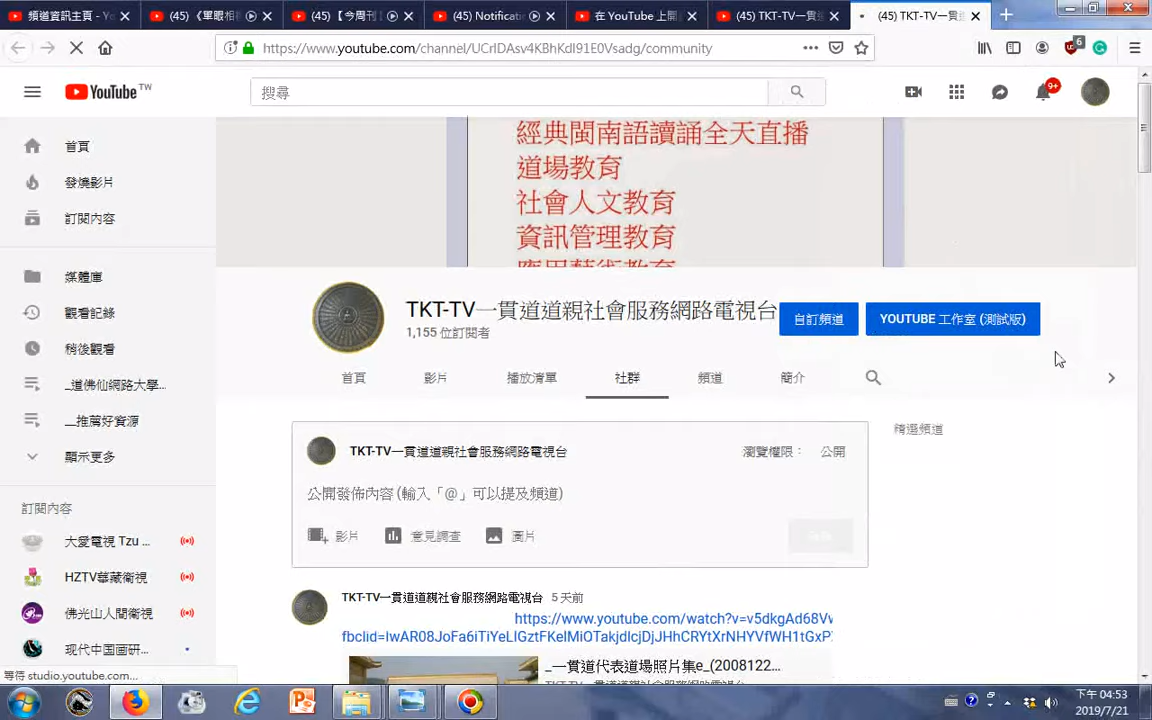 頻道資訊主頁 - Yo
(45) 《單眼相
(45) 【今周刊
(45) Notificati
在 YouTube 上開
(45) TKT-TV一貫
(45) TKT-TV一貫
https://www.youtube.com/channel/UCrIDAsv4KBhKdI91E0Vsadg/community
6
YouTube TW
搜尋
9+
首頁
發燒影片
訂閱內容
媒體庫
觀看記錄
稍後觀看
_道佛仙網路大學...
__推薦好資源
顯示更多
訂閱內容
大愛電視 Tzu ...
HZTV華藏衛視
佛光山人間衛視
現代中国画研...
經典閩南語讀誦全天直播
道場教育
社會人文教育
資訊管理教育
應用藝術教育
TKT-TV一貫道道親社會服務網路電視台
1,155 位訂閱者
自訂頻道
YOUTUBE 工作室 (測試版)
首頁
影片
播放清單
社群
頻道
簡介
TKT-TV一貫道道親社會服務網路電視台
瀏覽權限：
公開
公開發佈內容 (輸入「@」可以提及頻道)
影片
意見調查
圖片
精選頻道
TKT-TV一貫道道親社會服務網路電視台 5 天前
https://www.youtube.com/watch?v=v5dkgAd68Vv
fbclid=IwAR08JoFa6iTiYeLIGztFKelMiOTakjdIcjDjJHhCRYtXrNHYVfWH1tGxP
_一貫道代表道場照片集e_(2008122...
等待 studio.youtube.com...
下午 04:53
2019/7/21